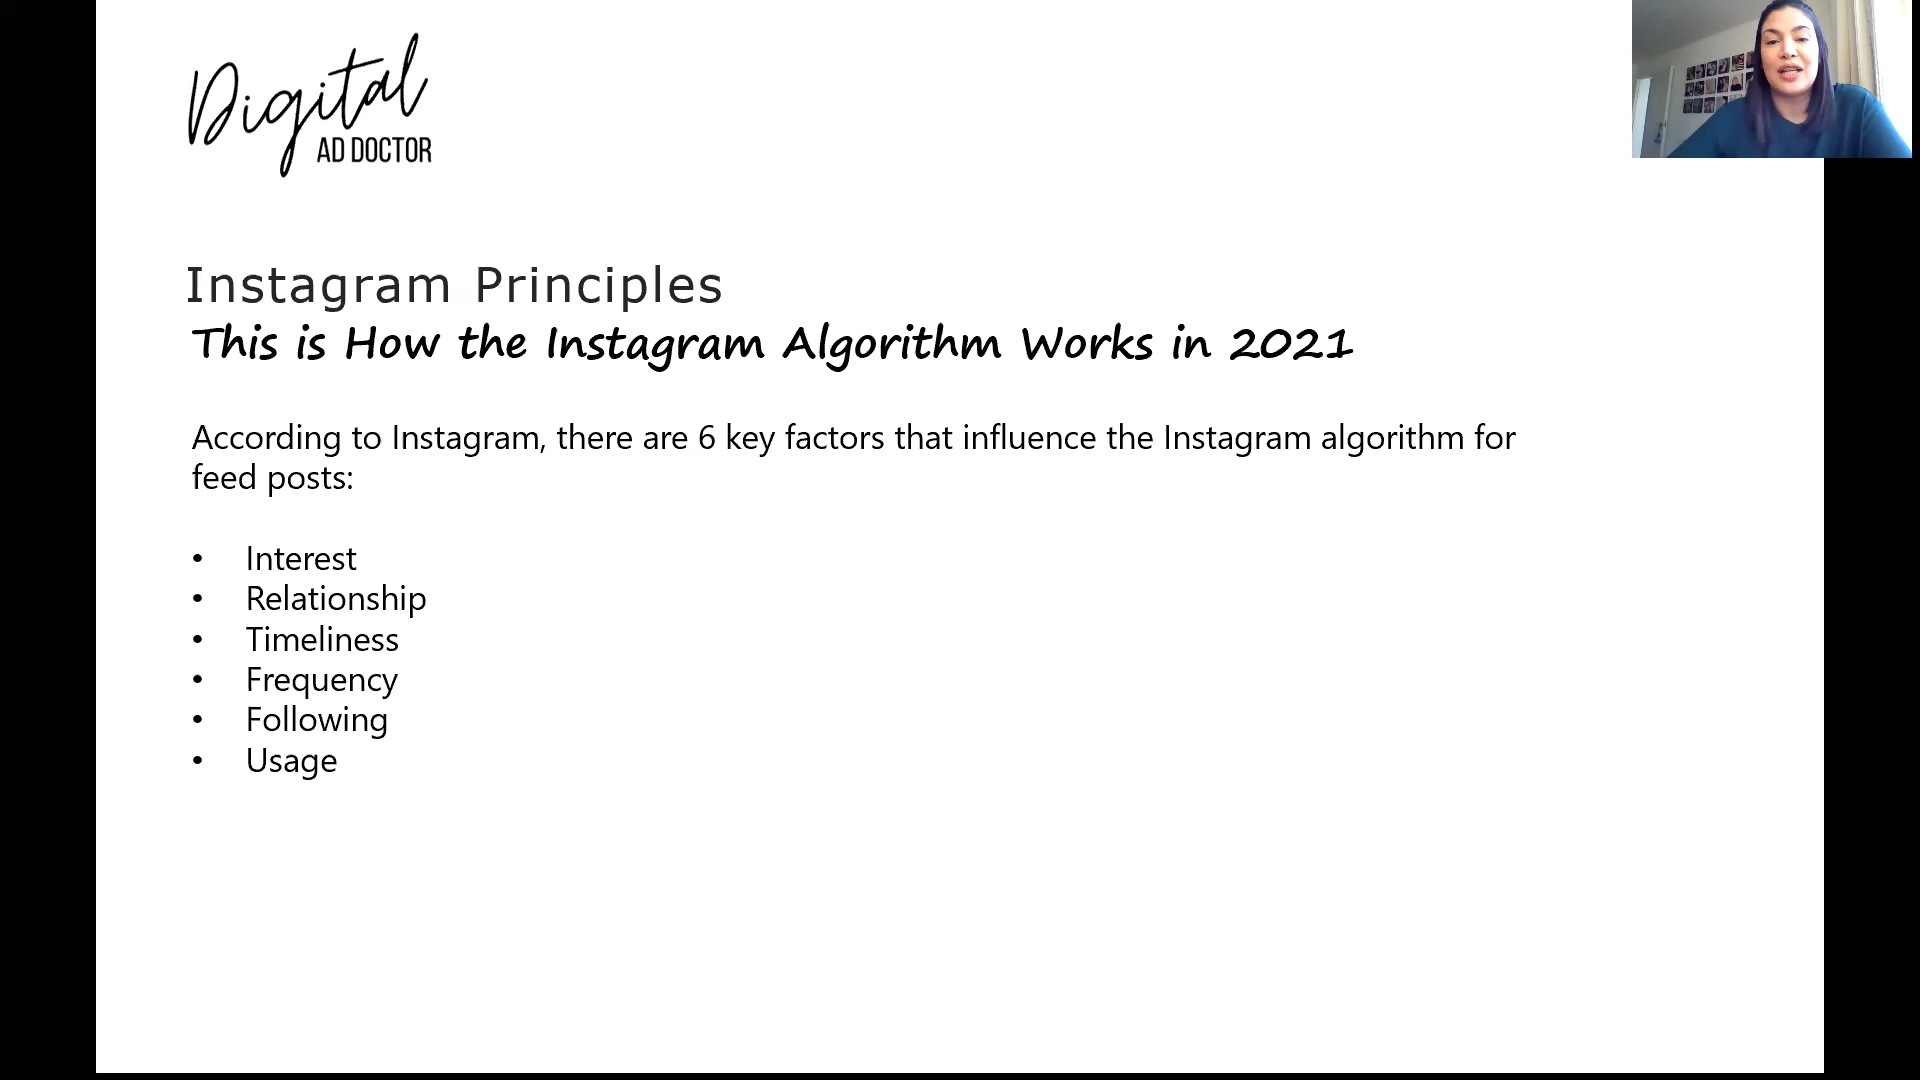 Digital
AD DOCTOR
Instagram Principles
This is How the Instagram Algorithm Works in 2021
According to Instagram, there are 6 key factors that influence the Instagram algorithm for
feed posts:
• Interest
• Relationship
• Timeliness
• Frequency
• Following
• Usage